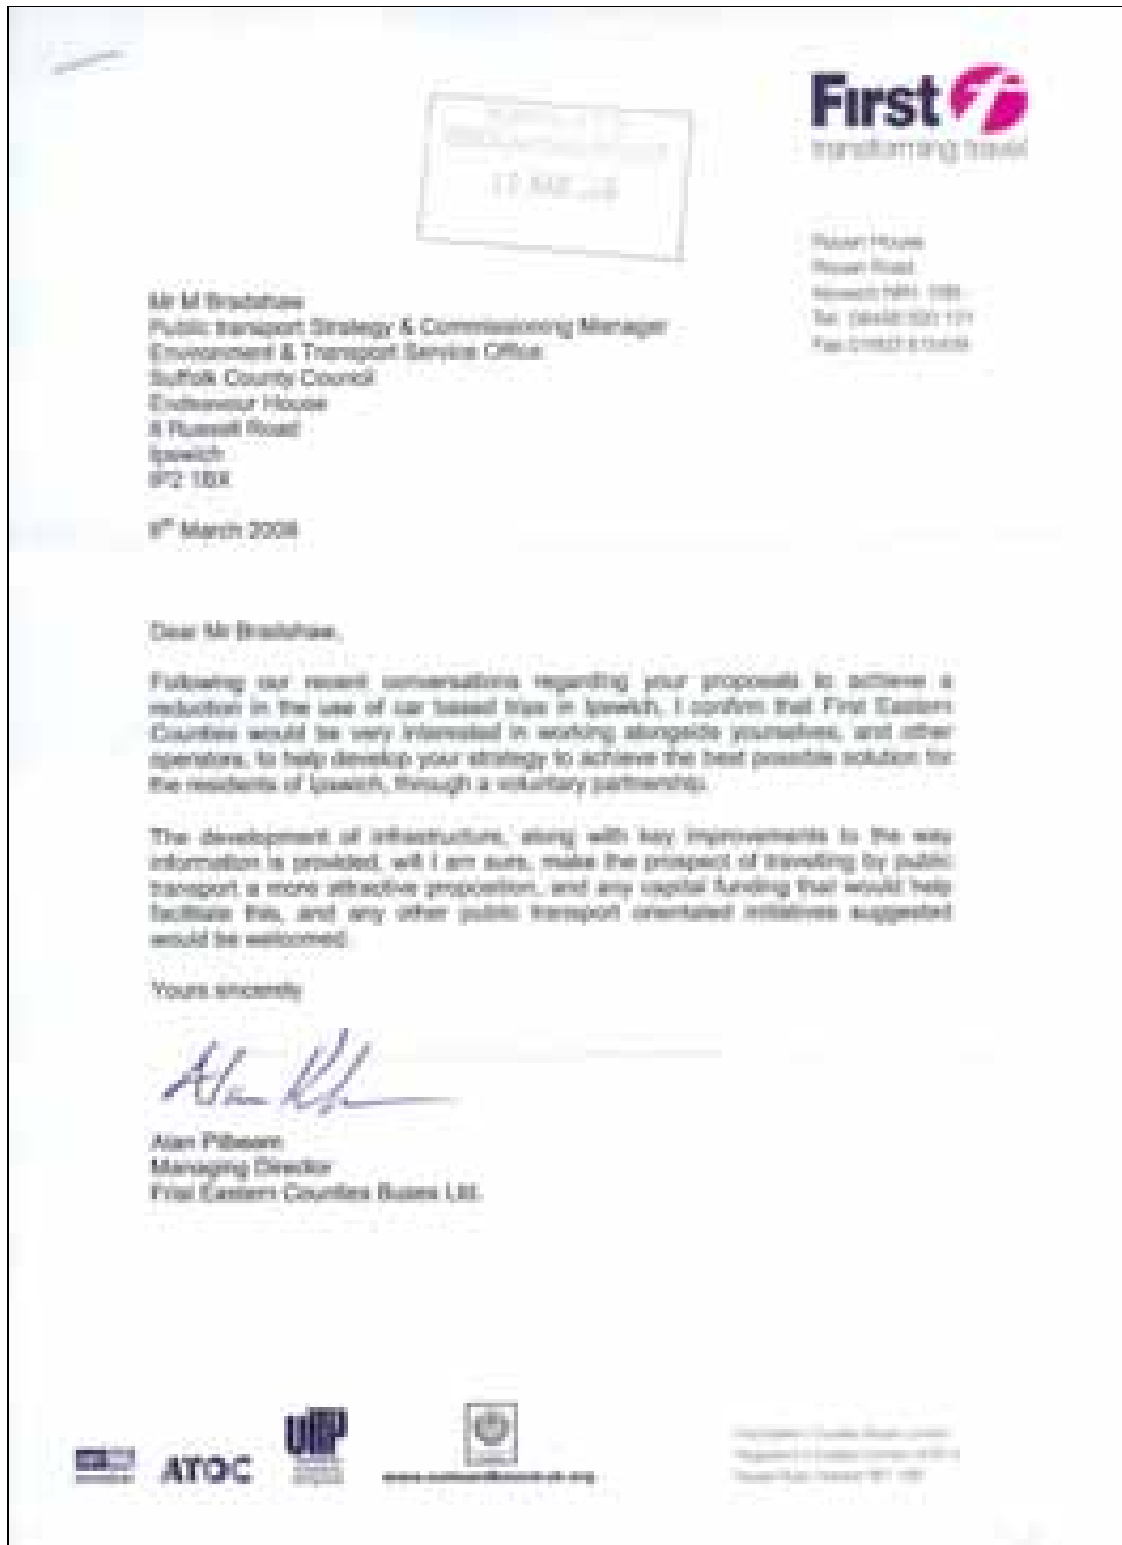 First
transforming travel
Rouen House
Rouen Road
Mr M Bradshaw
Public transport Strategy & Commissioning Manager
Environment & Transport Service Office
Suffolk County Council
Endeavour House
8 Russell Road
Ipswich
IP2 1BX
March 2008
Dear Mr Bradshaw,
Following our recent conversations regarding your proposals to achieve a
reduction in the use of car based trips in Ipswich, I confirm that First Eastern
Counties would be very interested in working alongside yourselves, and other
operators, to help develop your strategy to achieve the best possible solution for
the residents of Ipswich, through a voluntary partnership.
The development of infrastructure, along with key improvements to the way
information is provided, will I am sure, make the prospect of travelling by public
transport a more attractive proposition, and any capital funding that would help
facilitate this, and any other public transport orientated initiatives suggested
would be welcomed.
Yours sincerely
Alan Pilbeam
Managing Director
First Eastern Counties Buses Ltd.
ATOC